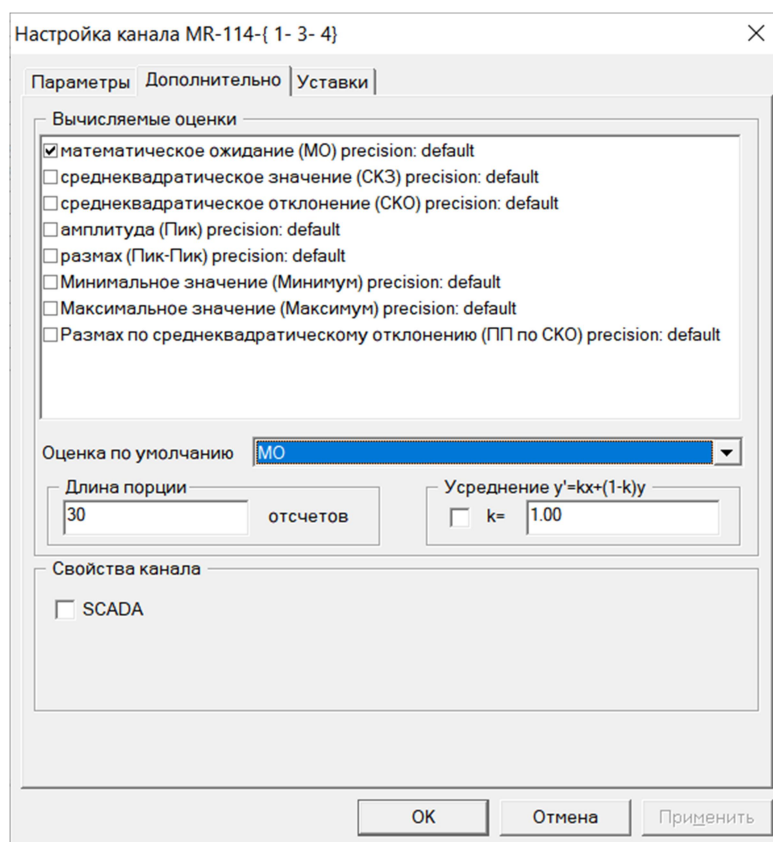 Настройка канала MR-114-{ 1- 3- 4}
Параметры Дополнительно Уставки
Вычисляемые оценки
математическое ожидание (МО) precision: default
среднеквадратическое значение (СКЗ) precision: default
среднеквадратическое отклонение (СКО) precision: default
амплитуда (Пик) precision: default
размах (Пик-Пик) precision: default
Минимальное значение (Минимум) precision: default
Максимальное значение (Максимум) precision: default
Размах по среднеквадратическому отклонению (ПП по СКО) precision: default
Оценка по умолчанию МО
Длина порции Усреднение y'=kx+(1-k)y
30 отсчетов k= 1.00
Свойства канала
SCADA
OK Отмена Применить